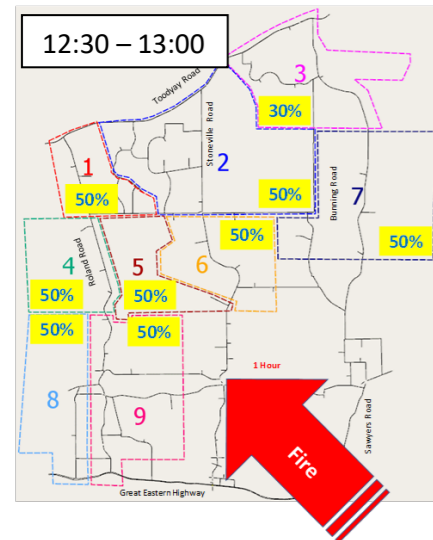 12:30 – 13:00
Toodyay Road
3
30%
Stoneville Road
2
1
50%
50%
Bunning Road
7
50%
50%
4
Roland Road
5
6
50%
50%
50%
50%
8
9
1 Hour
Fire
Sawyers Road
Great Eastern Highway